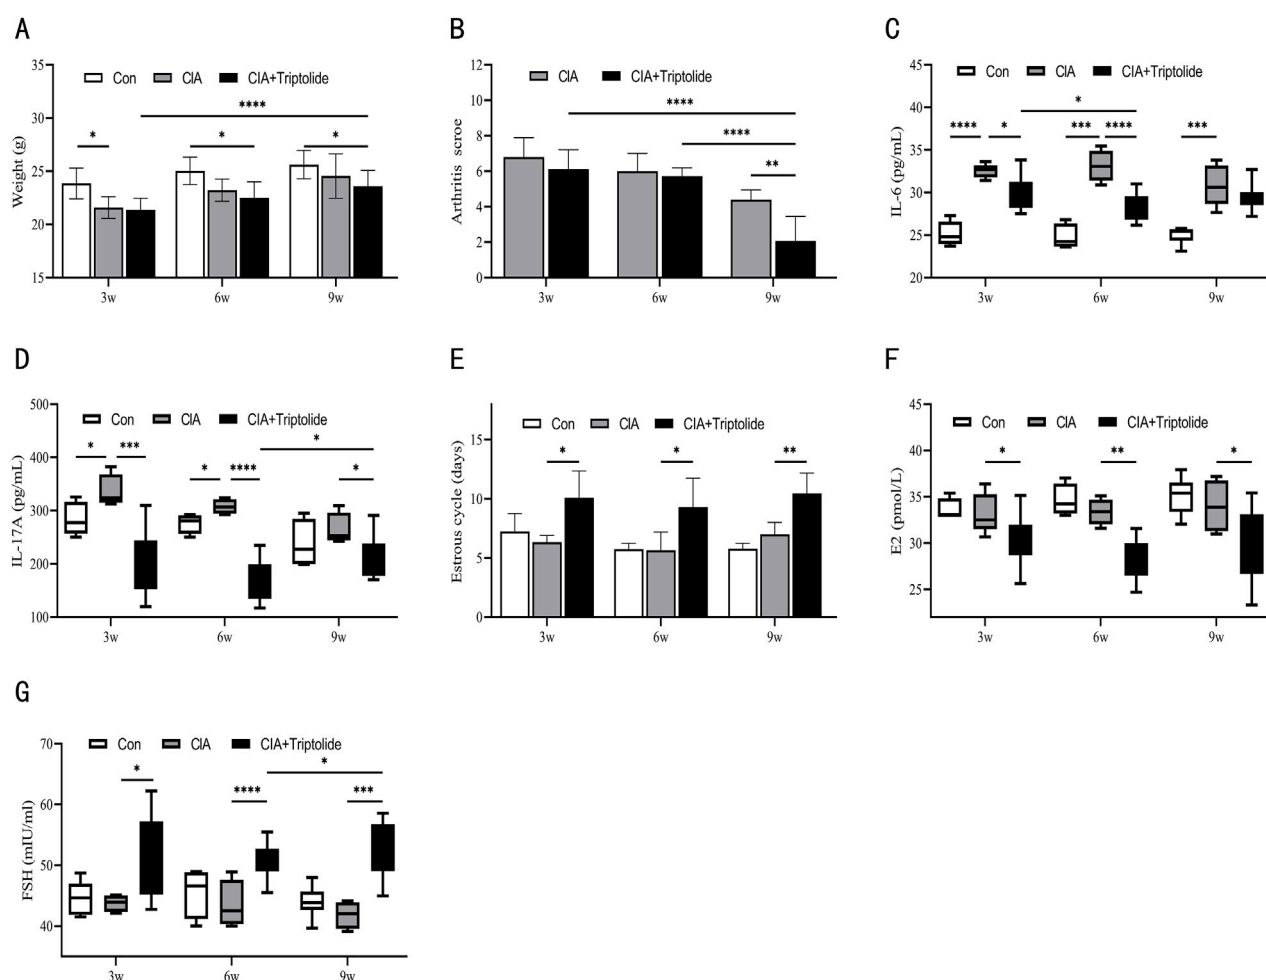 A
Con CIA CIA+Triptolide
Weight (g)
35
30
25
20
15
****
*
*
*
3w 6w 9w
B
CIA CIA+Triptolide
Arthritis scroe
12
10
8
6
4
2
0
****
****
**
3w 6w 9w
C
Con CIA CIA+Triptolide
IL-6 (pg/mL)
45
40
35
30
25
20
*
**** * *** **** ***
3w 6w 9w
D
Con CIA CIA+Triptolide
IL-17A (pg/mL)
500
400
300
200
100
*
* *** * **** *
3w 6w 9w
E
Con CIA CIA+Triptolide
Estrous cycle (days)
15
10
5
0
* * **
3w 6w 9w
F
Con CIA CIA+Triptolide
E2 (pmol/L)
45
40
35
30
25
* ** *
3w 6w 9w
G
Con CIA CIA+Triptolide
FSH (mIU/ml)
70
60
50
40
*
* **** ***
3w 6w 9w